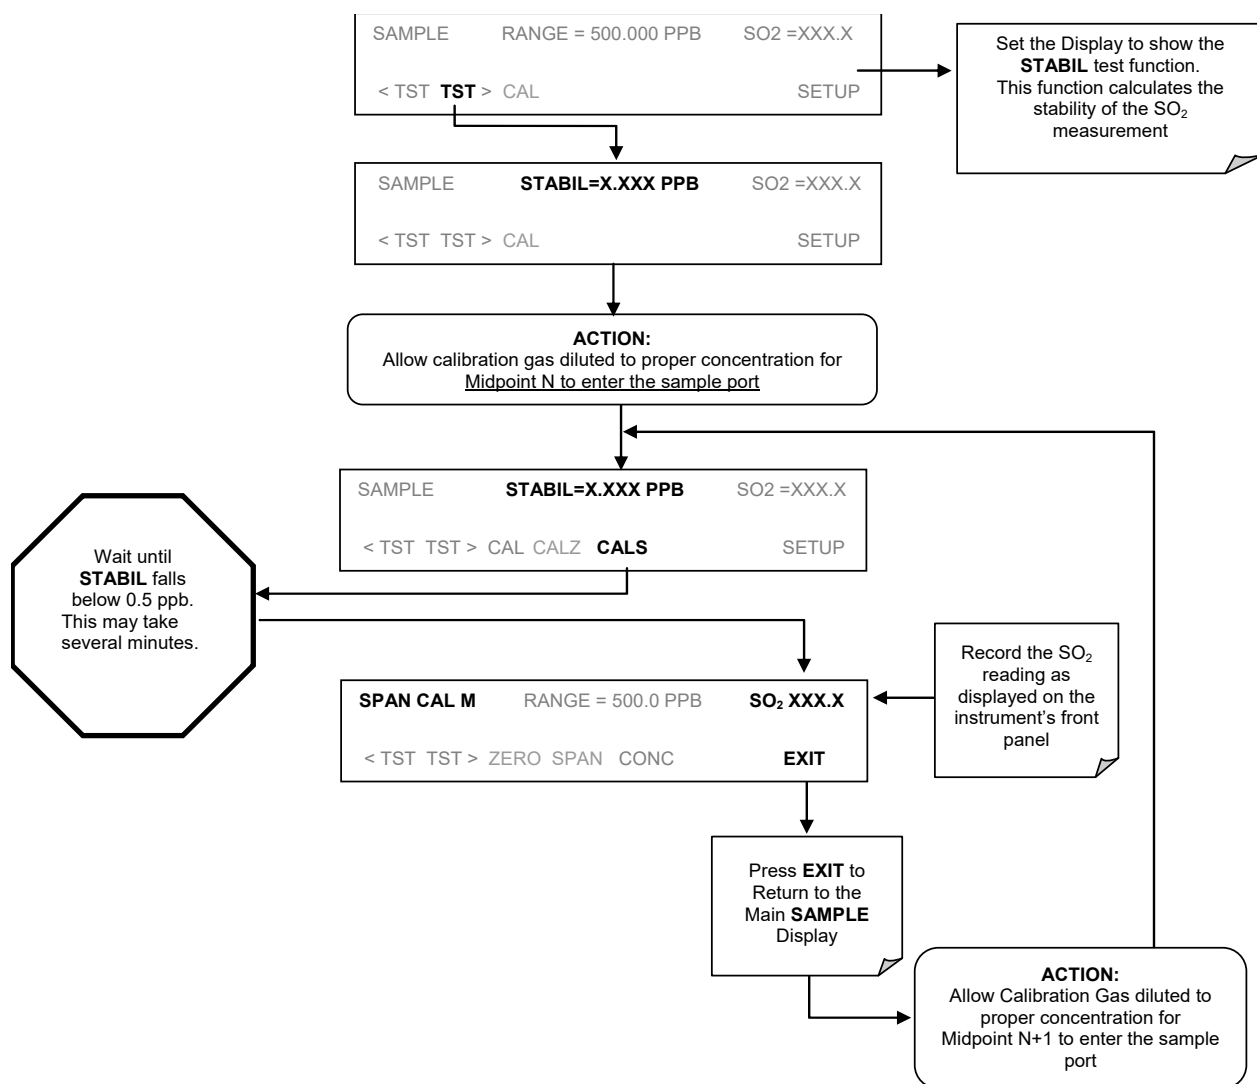 SAMPLE RANGE = 500.000 PPB SO2 =XXX.X
< TST TST > CAL SETUP
Set the Display to show the
STABIL test function.
This function calculates the
stability of the SO₂
measurement
SAMPLE STABIL=X.XXX PPB SO2 =XXX.X
< TST TST > CAL SETUP
ACTION:
Allow calibration gas diluted to proper concentration for
Midpoint N to enter the sample port
SAMPLE STABIL=X.XXX PPB SO2 =XXX.X
< TST TST > CAL CALZ CALS SETUP
Wait until
STABIL falls
below 0.5 ppb.
This may take
several minutes.
SPAN CAL M RANGE = 500.0 PPB SO₂ XXX.X
< TST TST > ZERO SPAN CONC EXIT
Record the SO₂
reading as
displayed on the
instrument’s front
panel
Press EXIT to
Return to the
Main SAMPLE
Display
ACTION:
Allow Calibration Gas diluted to
proper concentration for
Midpoint N+1 to enter the sample
port